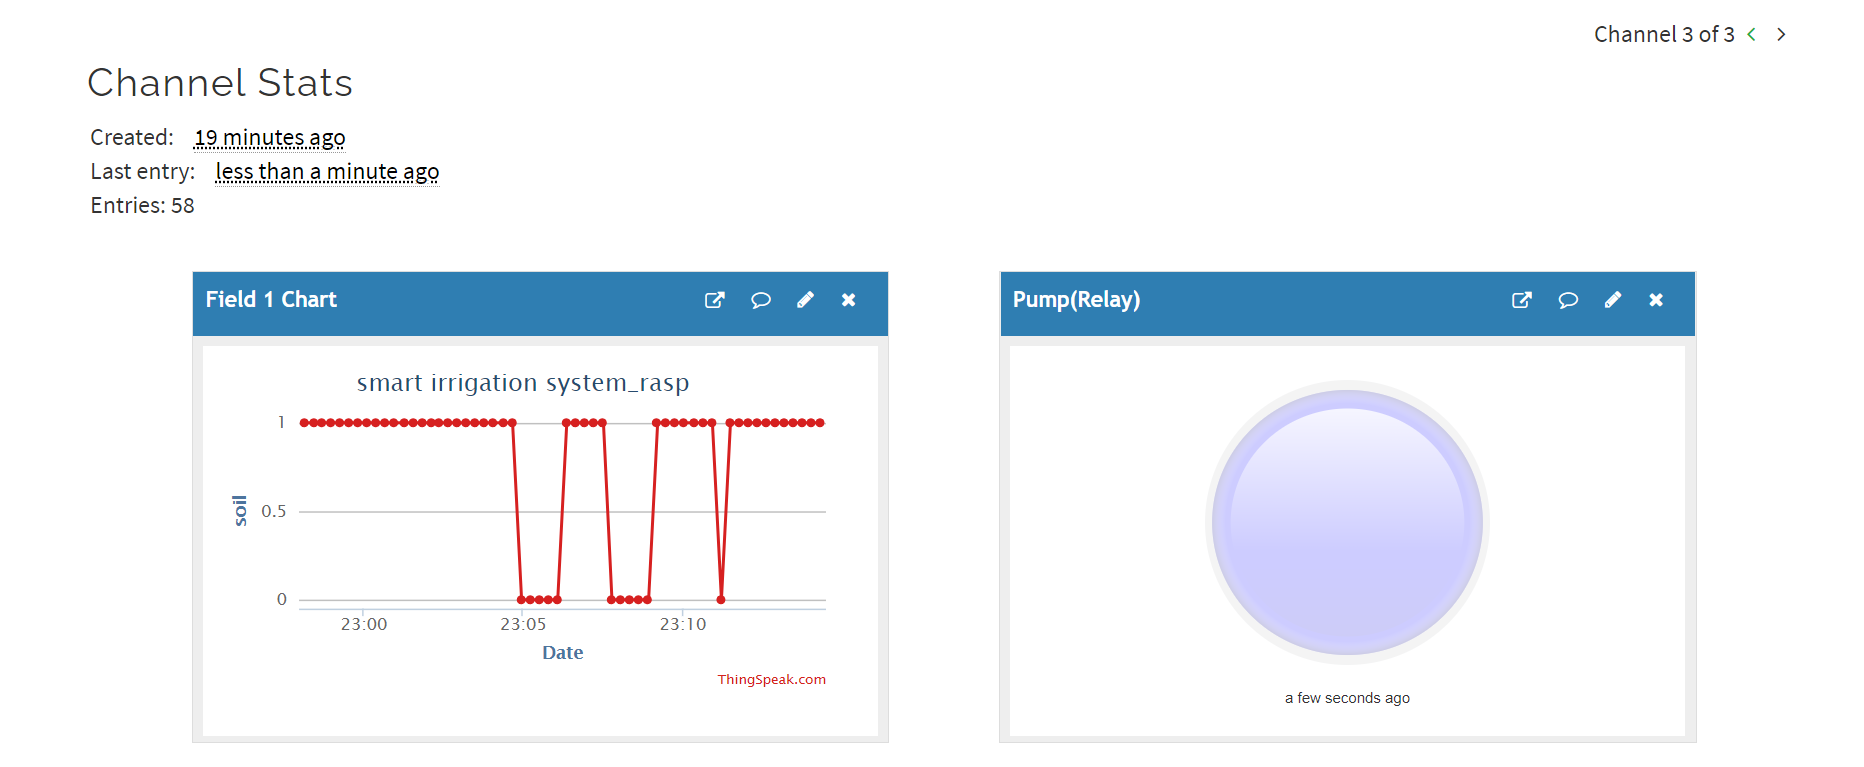 Channel 3 of 3
Channel Stats
Created: 19 minutes ago
Last entry: less than a minute ago
Entries: 58
Field 1 Chart
smart irrigation system_rasp
1
0.5
0
soil
23:00 23:05 23:10
Date
ThingSpeak.com
Pump(Relay)
a few seconds ago